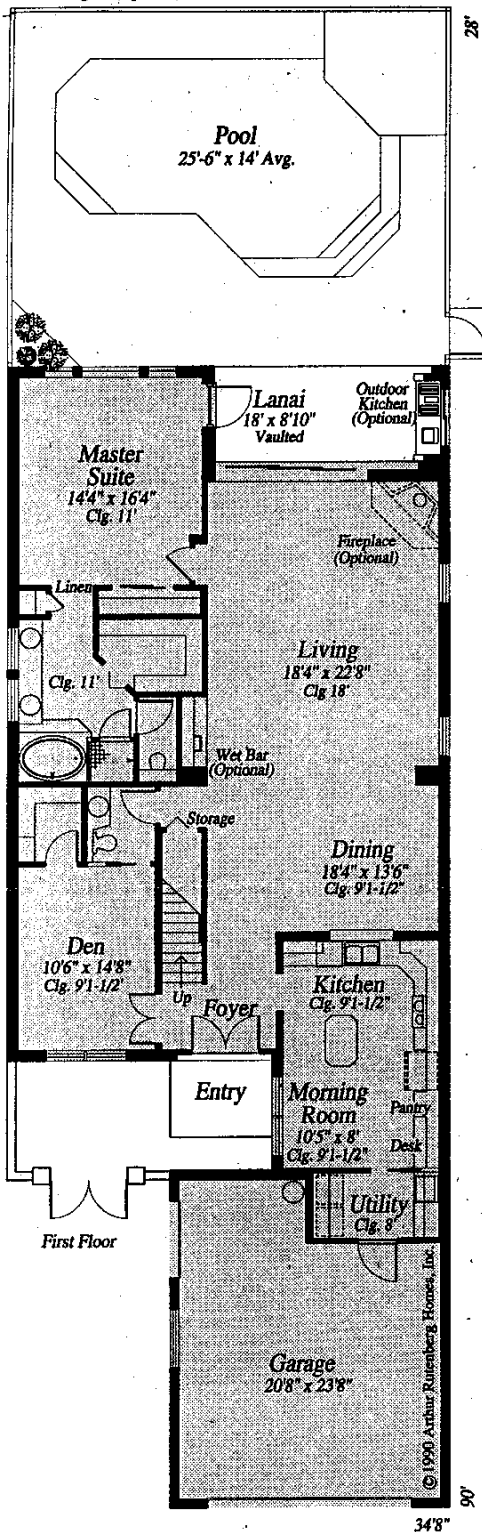 28'
Pool
25'-6" x 14' Avg.
Lanai
18' x 8'10"
Vaulted
Outdoor
Kitchen
(Optional)
Master
Suite
14'4" x 16'4"
Clg. 11'
Fireplace
(Optional)
Linen
Living
18'4" x 22'8"
Clg 18'
Clg. 11'
Wet Bar
(Optional)
Storage
Dining
18'4" x 13'6"
Clg. 9'1-1/2"
Den
10'6" x 14'8"
Clg. 9'1-1/2'
Kitchen
Clg. 9'1-1/2"
Up
Foyer
Entry
Morning
Room
10'5" x 8'
Clg. 9'1-1/2"
Pantry
Desk
Utility
Clg. 8'
First Floor
Garage
20'8" x 23'8"
© 1990 Arthur Rutenberg Homes, Inc.
90'
34'8"